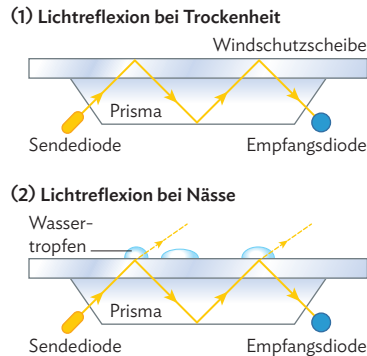 (1) Lichtreflexion bei Trockenheit
Windschutzscheibe
Prisma
Sendediode
Empfangsdiode
(2) Lichtreflexion bei Nässe
Wasser-
tropfen
Prisma
Sendediode
Empfangsdiode